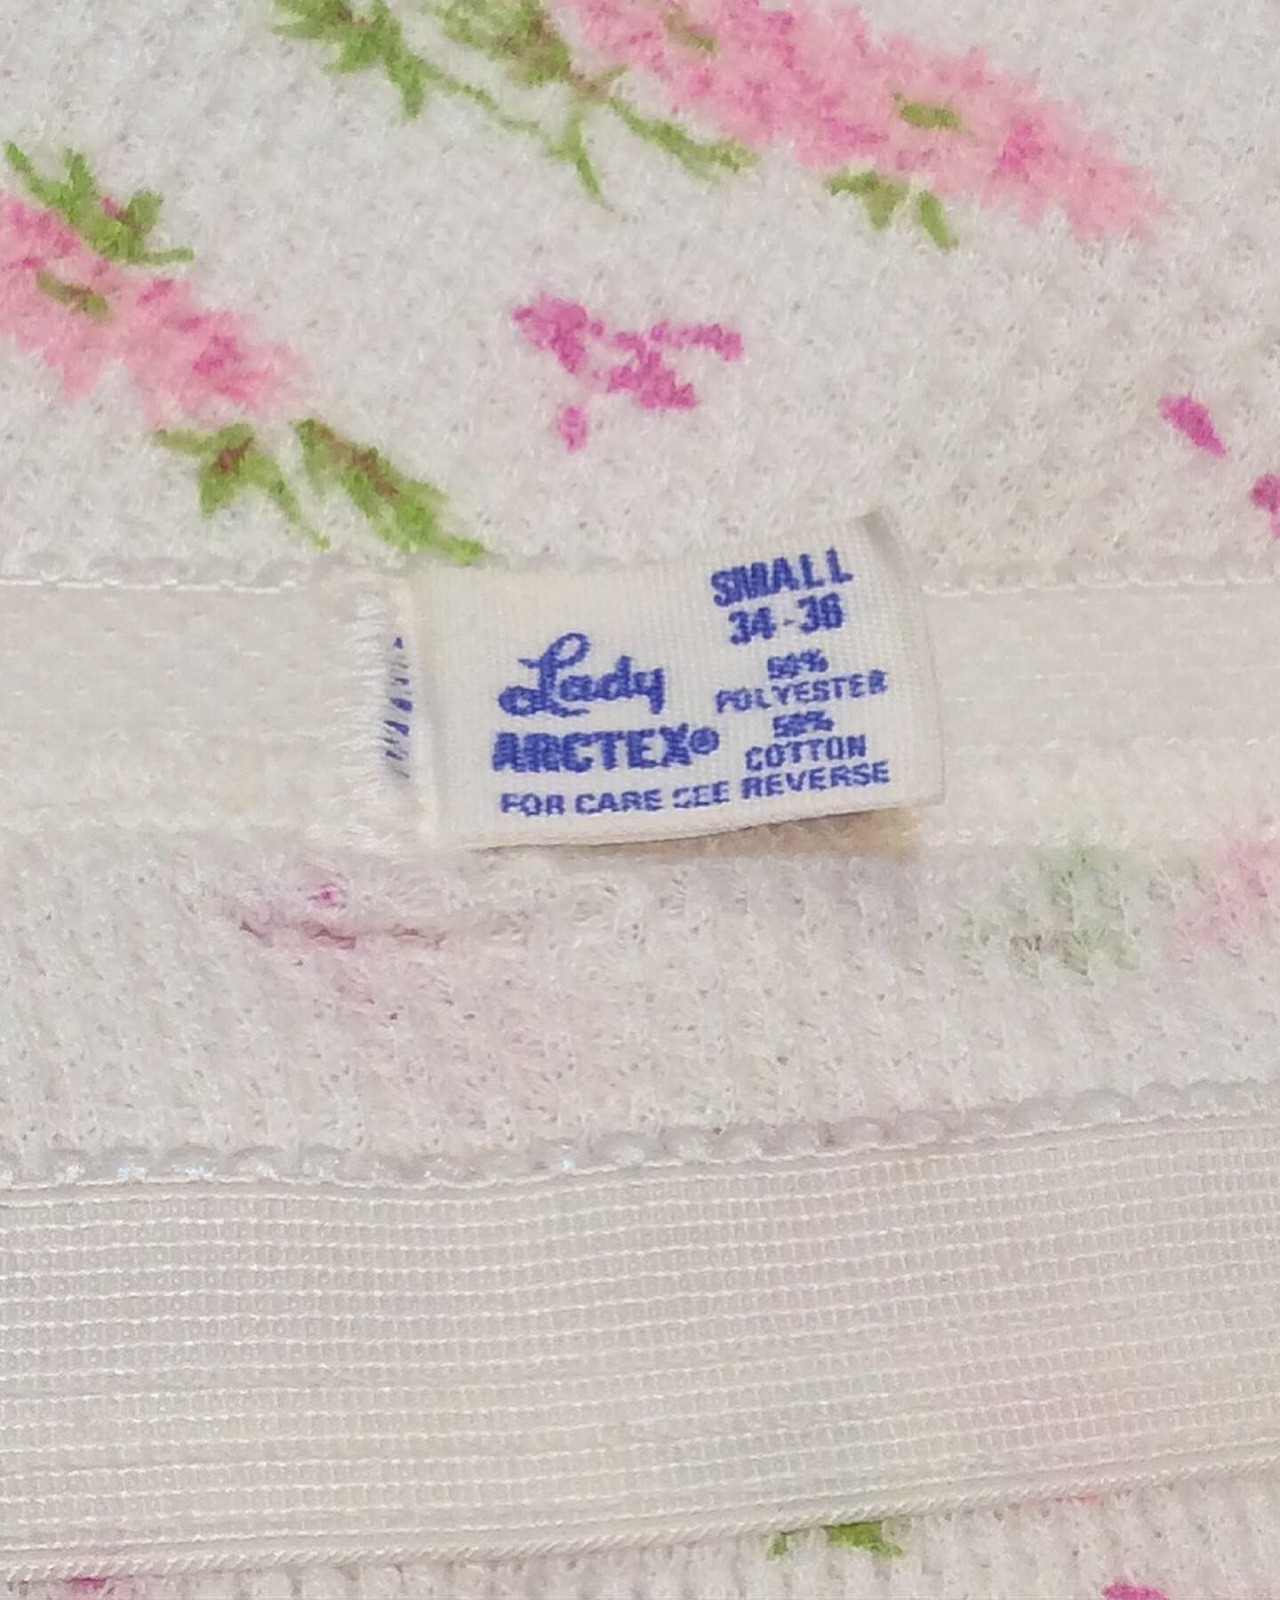 SMALL
34-36
Lady
ARCTEX®
50%
POLYESTER
50%
COTTON
FOR CARE SEE REVERSE